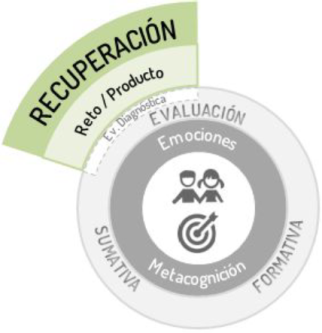 RECUPERACIÓN
Reto / Producto
Ev. Diagnóstica
EVALUACIÓN
Emociones
Metacognición
SUMATIVA
FORMATIVA